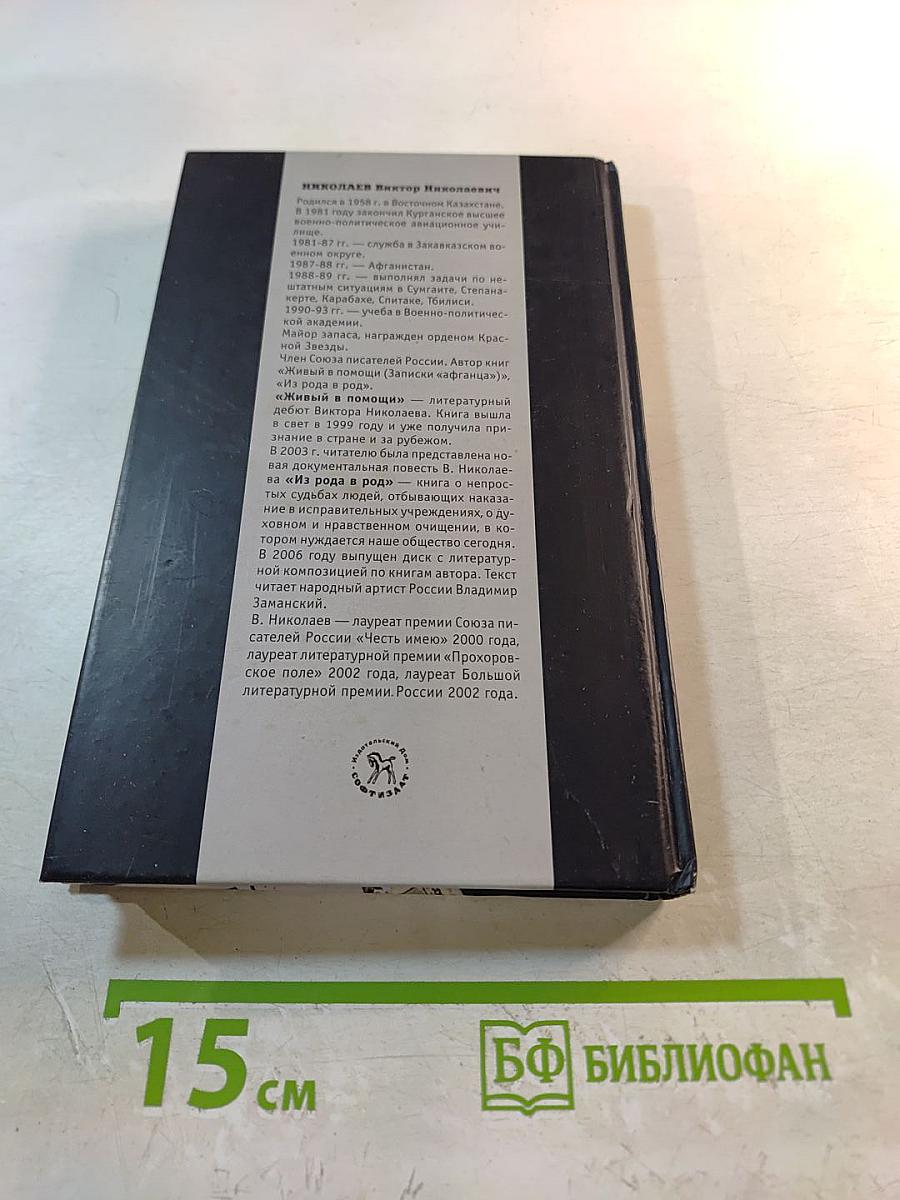 НИКОЛАЕВ Виктор Николаевич
Родился в 1958 г. в Восточном Казахстане.
В 1981 году закончил Курганское высшее
военно-политическое авиационное учи-
лище.
1981-87 гг. — служба в Закавказском во-
енном округе.
1987-88 гг. — Афганистан.
1988-89 гг. — выполнял задачи по не-
штатным ситуациям в Сумгаите, Степана-
керте, Карабахе, Спитаке, Тбилиси.
1990-93 гг. — учеба в Военно-политичес-
кой академии.
Майор запаса, награжден орденом Крас-
ной Звезды.
Член Союза писателей России. Автор книг
«Живый в помощи (Записки «афганца»)»,
«Из рода в род».
«Живый в помощи» — литературный
дебют Виктора Николаева. Книга вышла
в свет в 1999 году и уже получила при-
знание в стране и за рубежом.
В 2003 г. читателю была представлена но-
вая документальная повесть В. Николае-
ва «Из рода в род» — книга о непрос-
тых судьбах людей, отбывающих наказа-
ние в исправительных учреждениях, о ду-
ховном и нравственном очищении, в ко-
тором нуждается наше общество сегодня.
В 2006 году выпущен диск с литератур-
ной композицией по книгам автора. Текст
читает народный артист России Владимир
Заманский.
В. Николаев — лауреат премии Союза пи-
сателей России «Честь имею» 2000 года,
лауреат литературной премии «Прохоров-
ское поле» 2002 года, лауреат Большой
литературной премии России 2002 года.
Издательский Дом
СОФТИЗДАТ
15 см
БФ БИБЛИОФАН